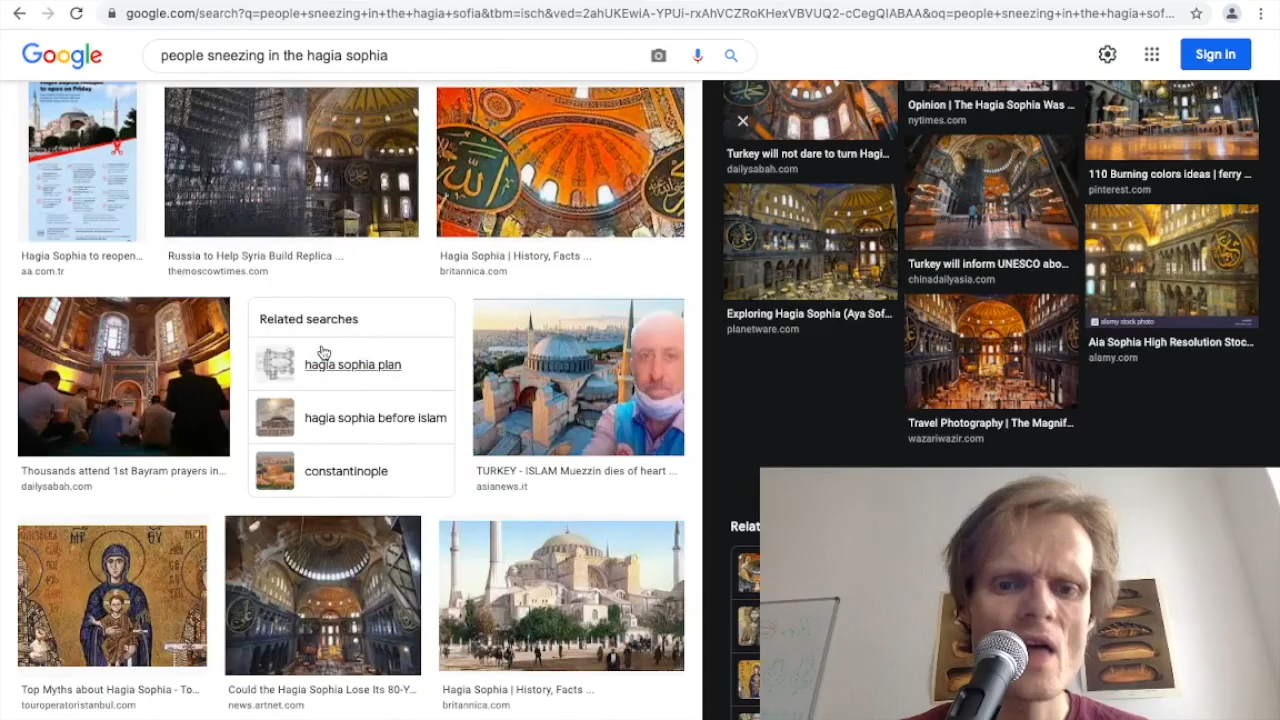 google.com/search?q=people+sneezing+in+the+hagia+sofia&tbm=isch&ved=2ahUKEwiA-YPUi-rxAhVCZRoKHexVBVUQ2-cCegQIABAA&oq=people+sneezing+in+the+hagia+sof...
Google
people sneezing in the hagia sophia
Sign in
to open on Friday
Hagia Sophia to reopen...
aa.com.tr
Russia to Help Syria Build Replica ...
themoscowtimes.com
Hagia Sophia | History, Facts ...
britannica.com
Thousands attend 1st Bayram prayers in...
dailysabah.com
Related searches
hagia sophia plan
hagia sophia before islam
constantinople
TURKEY - ISLAM Muezzin dies of heart ...
asianews.it
Top Myths about Hagia Sophia - To...
touroperatoristanbul.com
Could the Hagia Sophia Lose Its 80-Y...
news.artnet.com
Hagia Sophia | History, Facts ...
britannica.com
Turkey will not dare to turn Hagi...
dailysabah.com
Exploring Hagia Sophia (Aya Sof...
planetware.com
Opinion | The Hagia Sophia Was ...
nytimes.com
Turkey will inform UNESCO abo...
chinadailyasia.com
Travel Photography | The Magnif...
wazariwazir.com
110 Burning colors ideas | ferry ...
pinterest.com
alamy stock photo
Aia Sophia High Resolution Stoc...
alamy.com
Relat